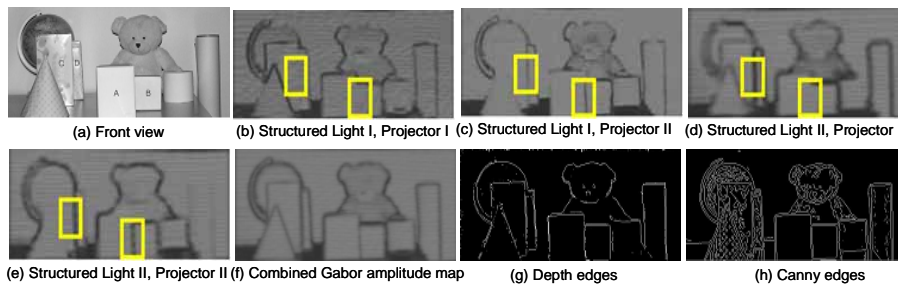 C D
A B
(a) Front view
(b) Structured Light I, Projector I
(c) Structured Light I, Projector II
(d) Structured Light II, Projector
(e) Structured Light II, Projector II
(f) Combined Gabor amplitude map
(g) Depth edges
(h) Canny edges